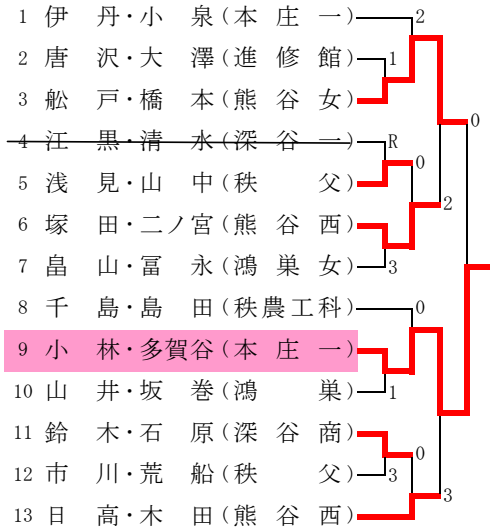 1 伊 丹・小 泉(本 庄 一) 2
2 唐 沢・大 澤(進 修 館) 1
3 舩 戸・橋 本(熊 谷 女) 0
4 江 黒・清 水(深 谷 一) R
5 浅 見・山 中(秩 父) 0
2
6 塚 田・二ノ宮(熊 谷 西)
7 畠 山・冨 永(鴻 巣 女) 3
8 千 島・島 田(秩農工科) 0
9 小 林・多賀谷(本 庄 一)
10 山 井・坂 巻(鴻 巣) 1
11 鈴 木・石 原(深 谷 商) 0
12 市 川・荒 船(秩 父) 3
3
13 日 高・木 田(熊 谷 西)